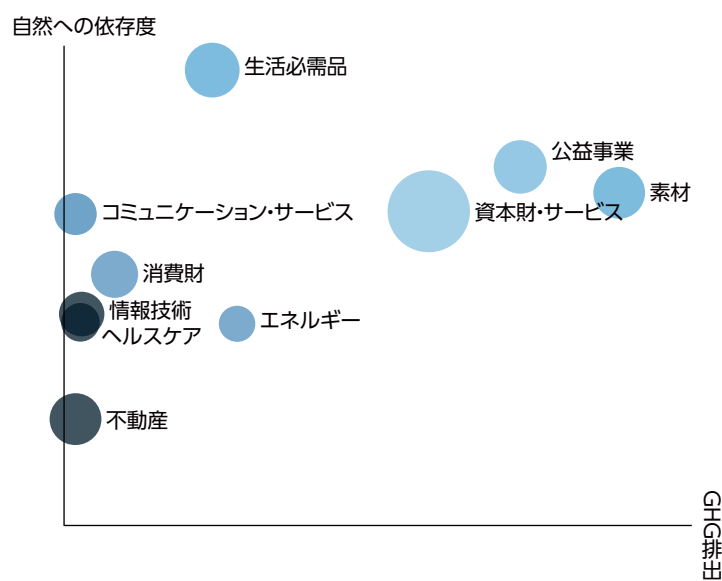 自然への依存度
生活必需品
公益事業
素材
コミュニケーション・サービス
資本財・サービス
消費財
情報技術
エネルギー
ヘルスケア
不動産
GHG排出